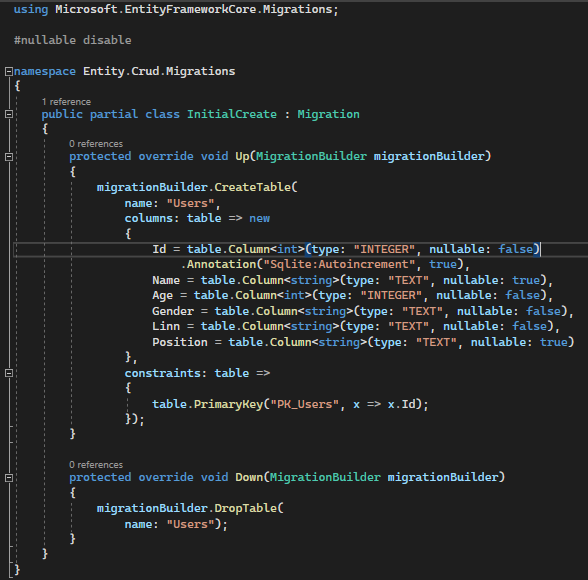 using Microsoft.EntityFrameworkCore.Migrations;
#nullable disable
namespace Entity.Crud.Migrations
{
1 reference
public partial class InitialCreate : Migration
{
0 references
protected override void Up(MigrationBuilder migrationBuilder)
{
migrationBuilder.CreateTable(
name: "Users",
columns: table => new
{
Id = table.Column<int>(type: "INTEGER", nullable: false)
.Annotation("Sqlite:Autoincrement", true),
Name = table.Column<string>(type: "TEXT", nullable: true),
Age = table.Column<int>(type: "INTEGER", nullable: false),
Gender = table.Column<string>(type: "TEXT", nullable: false),
Linn = table.Column<string>(type: "TEXT", nullable: false),
Position = table.Column<string>(type: "TEXT", nullable: true)
},
constraints: table =>
{
table.PrimaryKey("PK_Users", x => x.Id);
});
}
0 references
protected override void Down(MigrationBuilder migrationBuilder)
{
migrationBuilder.DropTable(
name: "Users");
}
}
}